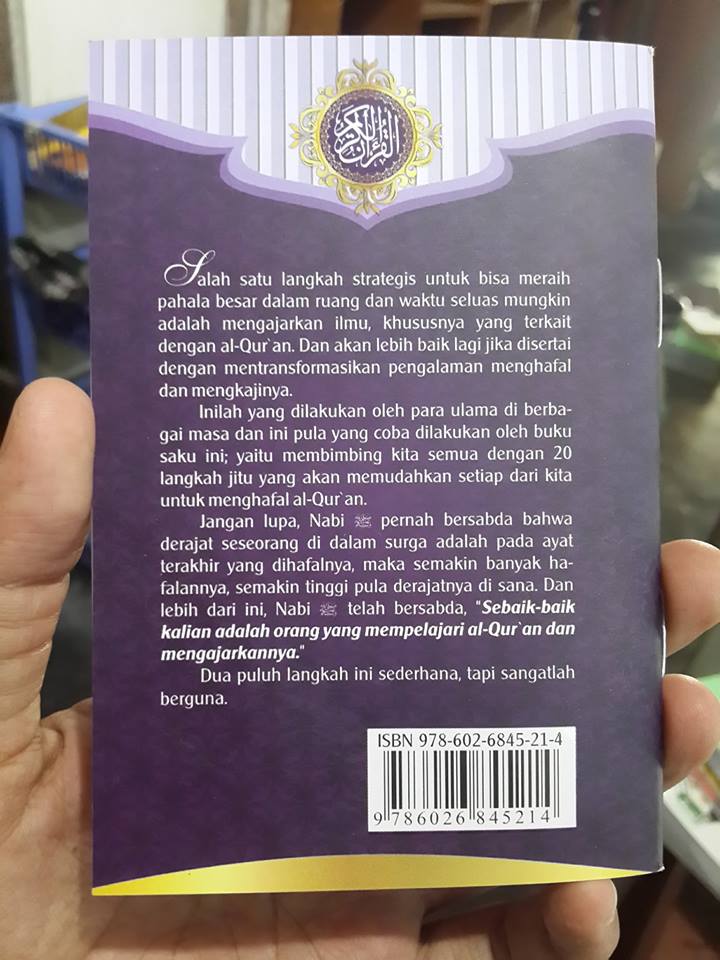 القرآن الكريم
Salah satu langkah strategis untuk bisa meraih
pahala besar dalam ruang dan waktu seluas mungkin
adalah mengajarkan ilmu, khususnya yang terkait
dengan al-Qur`an. Dan akan lebih baik lagi jika disertai
dengan mentransformasikan pengalaman menghafal
dan mengkajinya.
Inilah yang dilakukan oleh para ulama di berba-
gai masa dan ini pula yang coba dilakukan oleh buku
saku ini; yaitu membimbing kita semua dengan 20
langkah jitu yang akan memudahkan setiap dari kita
untuk menghafal al-Qur`an.
Jangan lupa, Nabi ﷺ pernah bersabda bahwa
derajat seseorang di dalam surga adalah pada ayat
terakhir yang dihafalnya, maka semakin banyak ha-
falannya, semakin tinggi pula derajatnya di sana. Dan
lebih dari ini, Nabi ﷺ telah bersabda, "Sebaik-baik
kalian adalah orang yang mempelajari al-Qur`an dan
mengajarkannya."
Dua puluh langkah ini sederhana, tapi sangatlah
berguna.
ISBN 978-602-6845-21-4
9 786026 845214